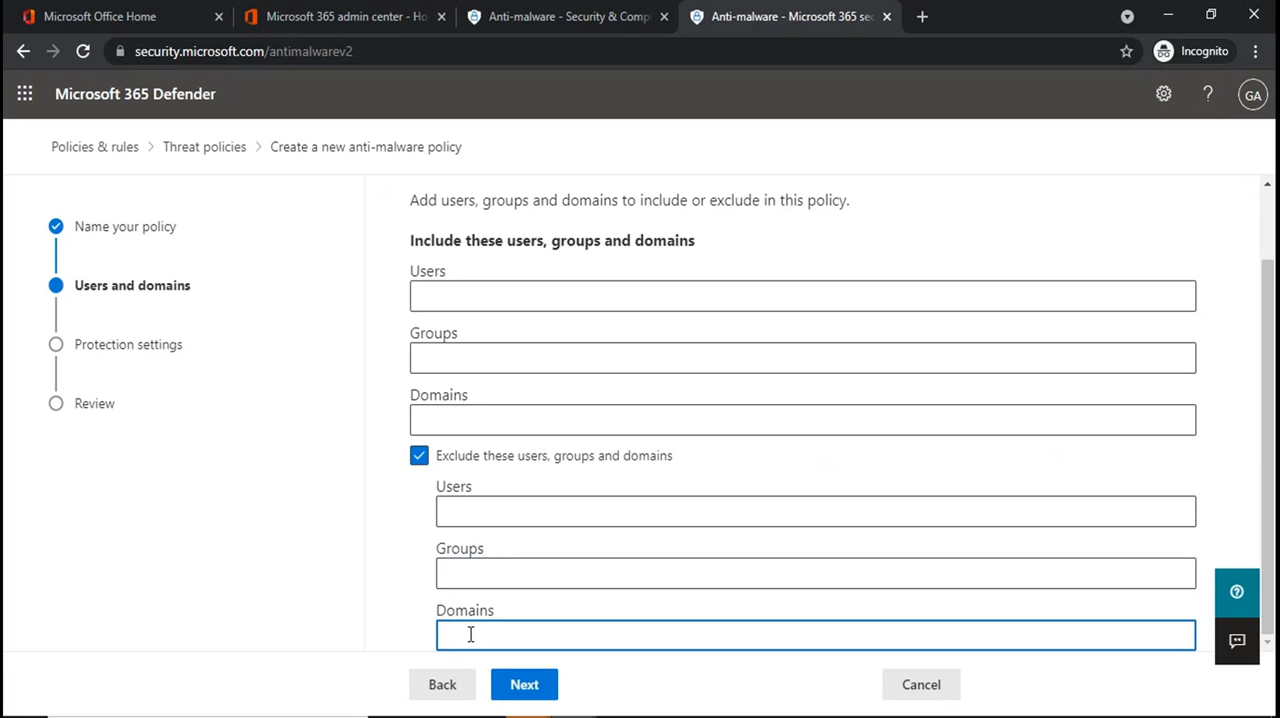 Microsoft Office Home
Microsoft 365 admin center - Ho
Anti-malware - Security & Compl
Anti-malware - Microsoft 365 sec
security.microsoft.com/antimalwarev2
Incognito
Microsoft 365 Defender
GA
Policies & rules > Threat policies > Create a new anti-malware policy
Name your policy
Users and domains
Protection settings
Review
Add users, groups and domains to include or exclude in this policy.
Include these users, groups and domains
Users
Groups
Domains
Exclude these users, groups and domains
Users
Groups
Domains
Back
Next
Cancel